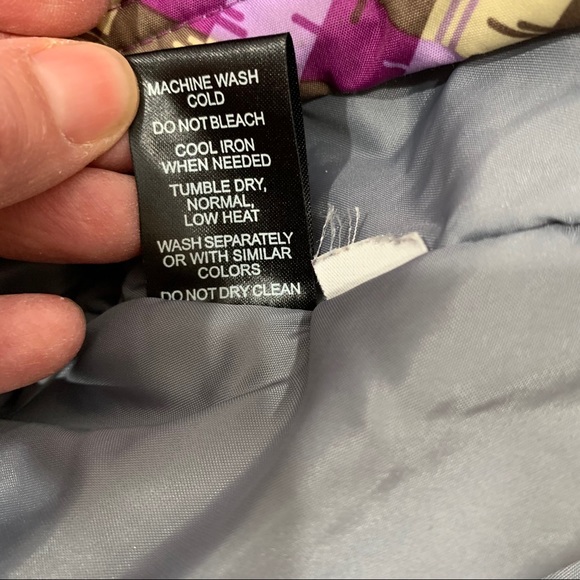 MACHINE WASH
COLD
DO NOT BLEACH
COOL IRON
WHEN NEEDED
TUMBLE DRY,
NORMAL,
LOW HEAT
WASH SEPARATELY
OR WITH SIMILAR
COLORS
DO NOT DRY CLEAN